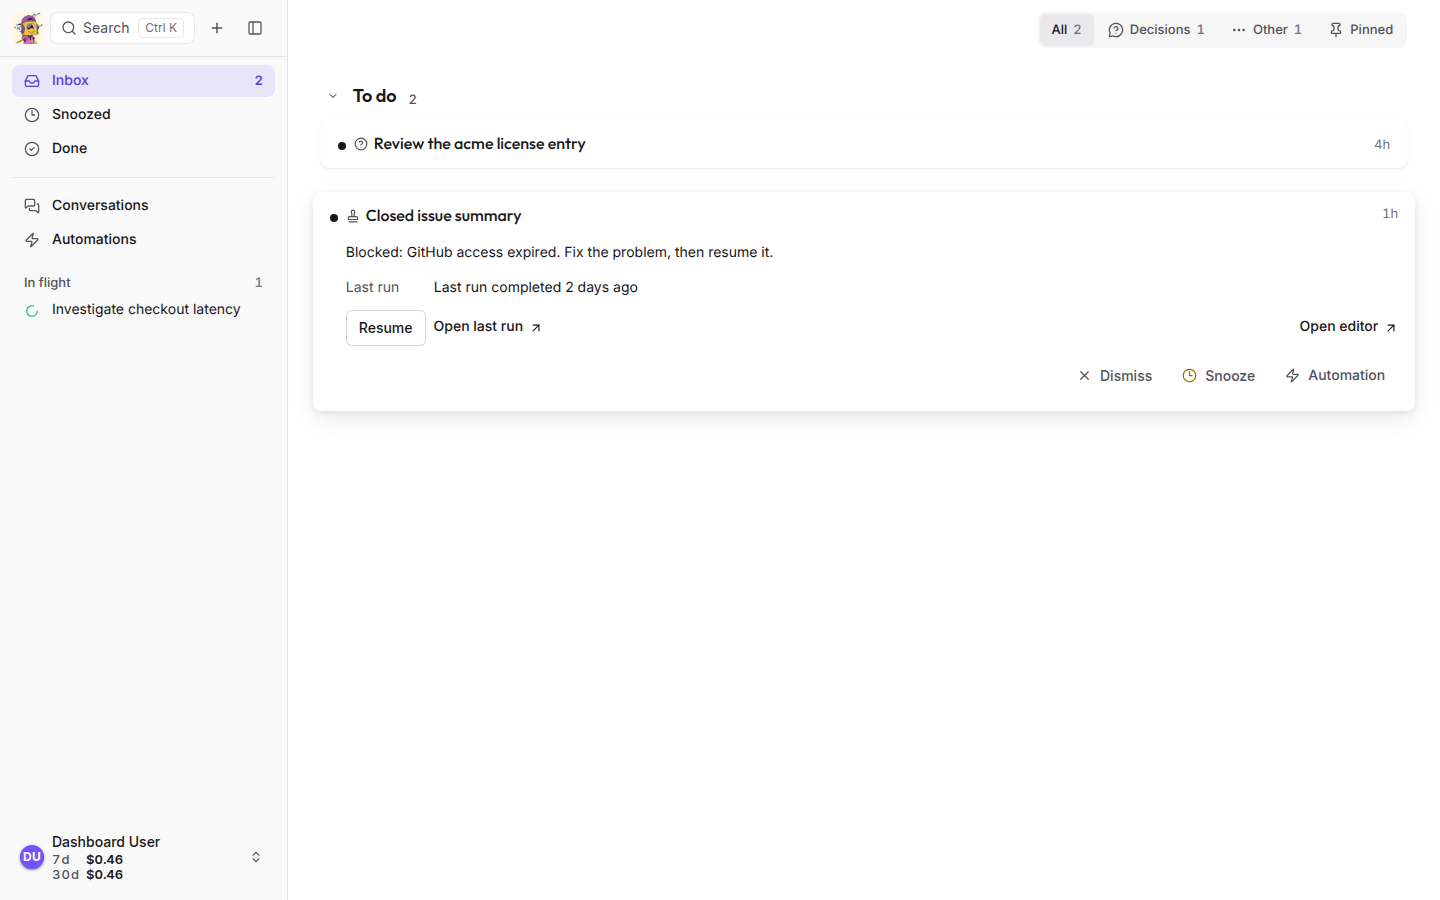 Search Ctrl K
Inbox 2
Snoozed
Done
Conversations
Automations
In flight 1
Investigate checkout latency
Dashboard User
DU
7d $0.46
30d $0.46
All 2 Decisions 1 Other 1 Pinned
To do 2
Review the acme license entry 4h
Closed issue summary 1h
Blocked: GitHub access expired. Fix the problem, then resume it.
Last run Last run completed 2 days ago
Resume Open last run Open editor
Dismiss Snooze Automation